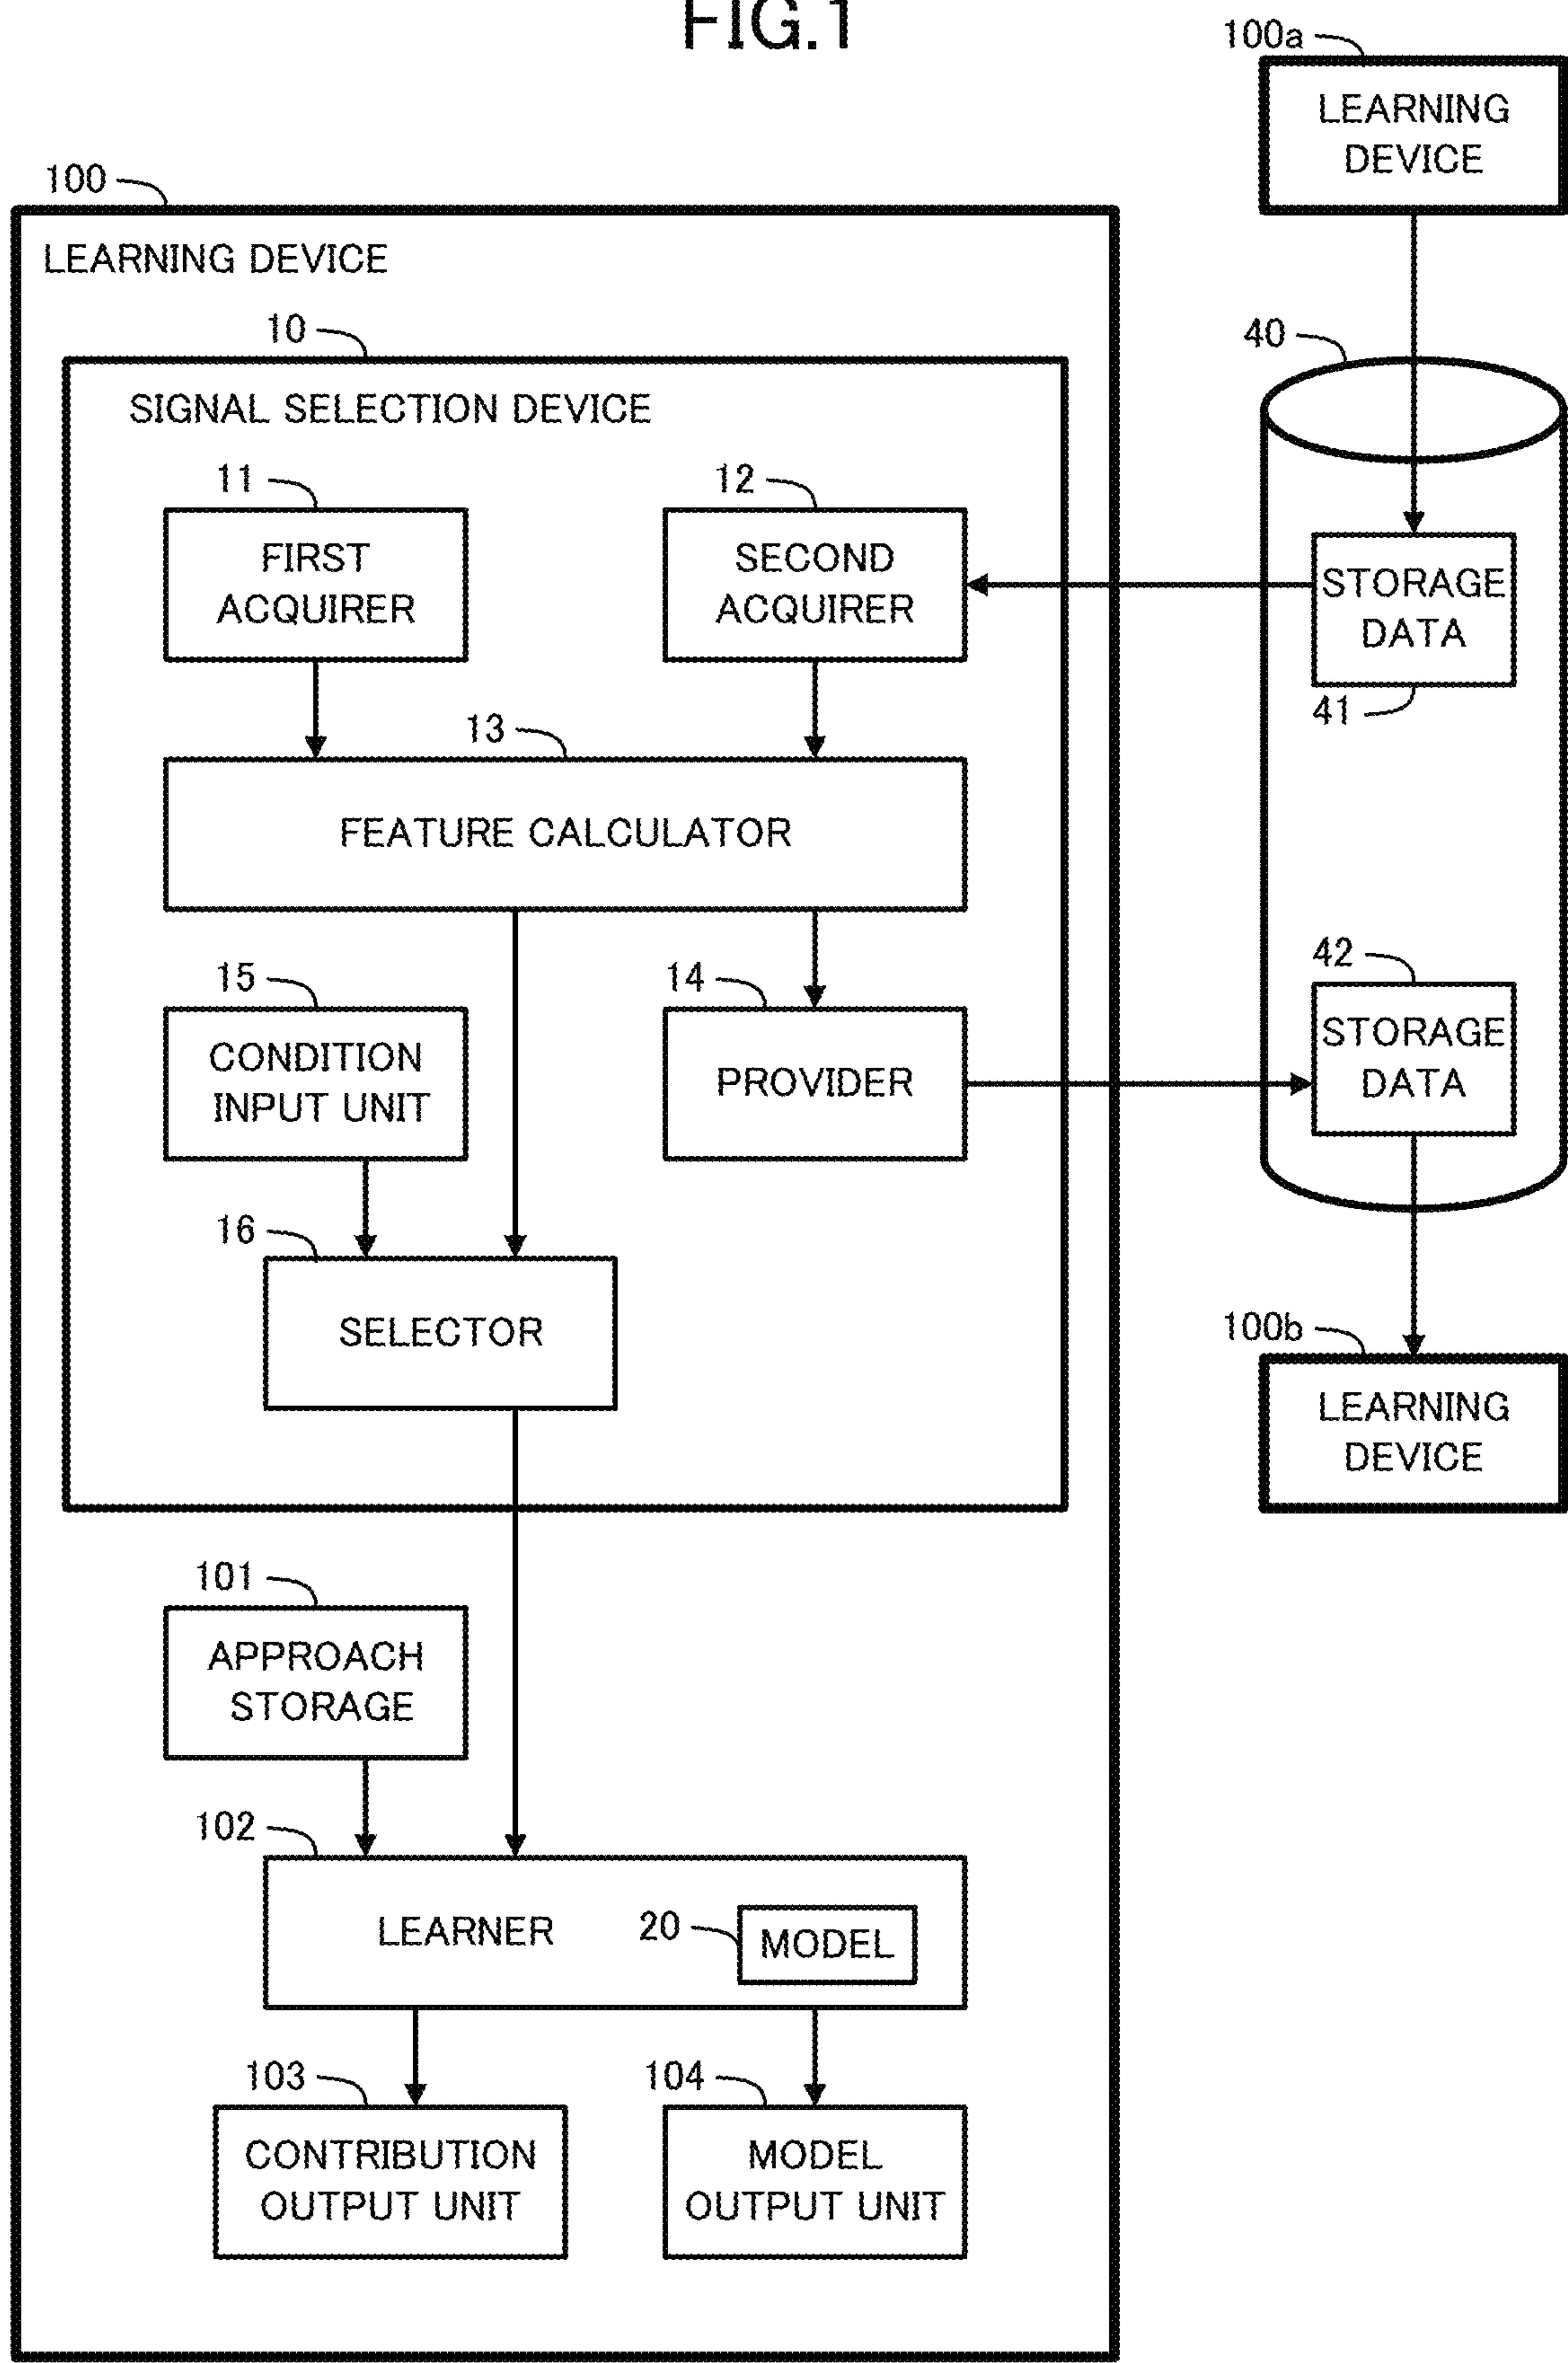 FIG.1
100a
LEARNING
DEVICE
100
LEARNING DEVICE
10
40
SIGNAL SELECTION DEVICE
11
12
FIRST
ACQUIRER
SECOND
ACQUIRER
STORAGE
DATA
41
13
FEATURE CALCULATOR
15
14
42
CONDITION
INPUT UNIT
PROVIDER
STORAGE
DATA
16
SELECTOR
100b
LEARNING
DEVICE
101
APPROACH
STORAGE
102
LEARNER
20
MODEL
103
104
CONTRIBUTION
OUTPUT UNIT
MODEL
OUTPUT UNIT